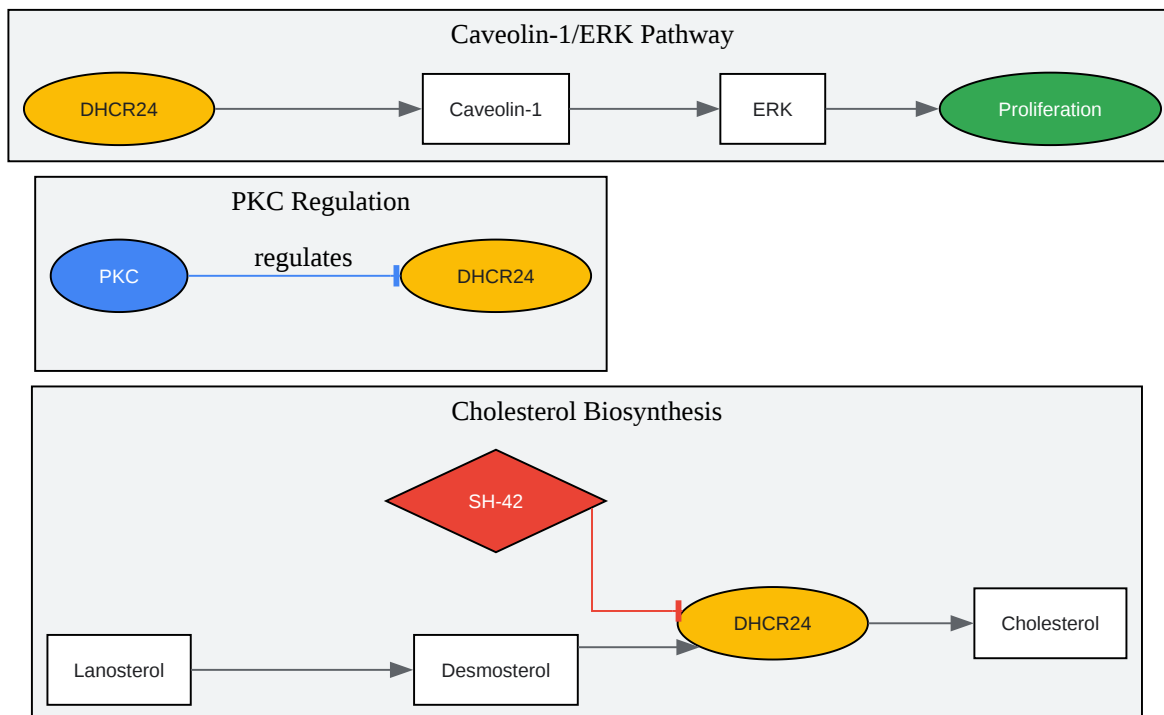 Caveolin-1/ERK Pathway
DHCR24
Caveolin-1
ERK
Proliferation
PKC Regulation
PKC
regulates
DHCR24
Cholesterol Biosynthesis
SH-42
DHCR24
Cholesterol
Lanosterol
Desmosterol